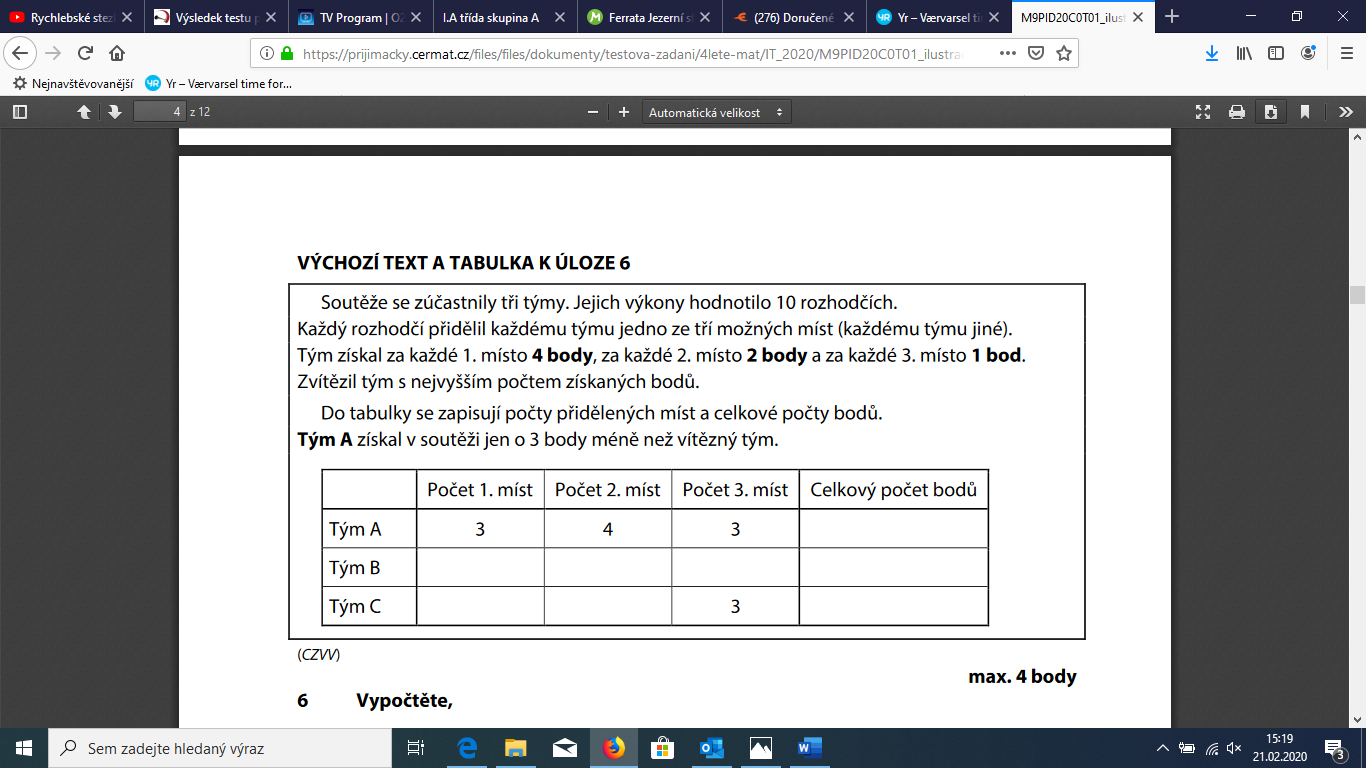 Rychlebské stez
Výsledek testu p
TV Program | O2
I.A třída skupina A
Ferrata Jezerní s
(276) Doručené
Yr – Værvarsel ti
M9PID20C0T01_ilust
https://prijimacky.cermat.cz/files/files/dokumenty/testova-zadani/4lete-mat/IT_2020/M9PID20C0T01_ilustra
Nejnavštěvovanější
Yr – Værvarsel time for...
4 z 12
Automatická velikost
VÝCHOZÍ TEXT A TABULKA K ÚLOZE 6
Soutěže se zúčastnily tři týmy. Jejich výkony hodnotilo 10 rozhodčích.
Každý rozhodčí přidělil každému týmu jedno ze tří možných míst (každému týmu jiné).
Tým získal za každé 1. místo 4 body, za každé 2. místo 2 body a za každé 3. místo 1 bod.
Zvítězil tým s nejvyšším počtem získaných bodů.
Do tabulky se zapisují počty přidělených míst a celkové počty bodů.
Tým A získal v soutěži jen o 3 body méně než vítězný tým.
Počet 1. míst Počet 2. míst Počet 3. míst Celkový počet bodů
Tým A 3 4 3
Tým B
Tým C 3
(CZVV)
max. 4 body
6 Vypočtěte,
Sem zadejte hledaný výraz
15:19
21.02.2020
3